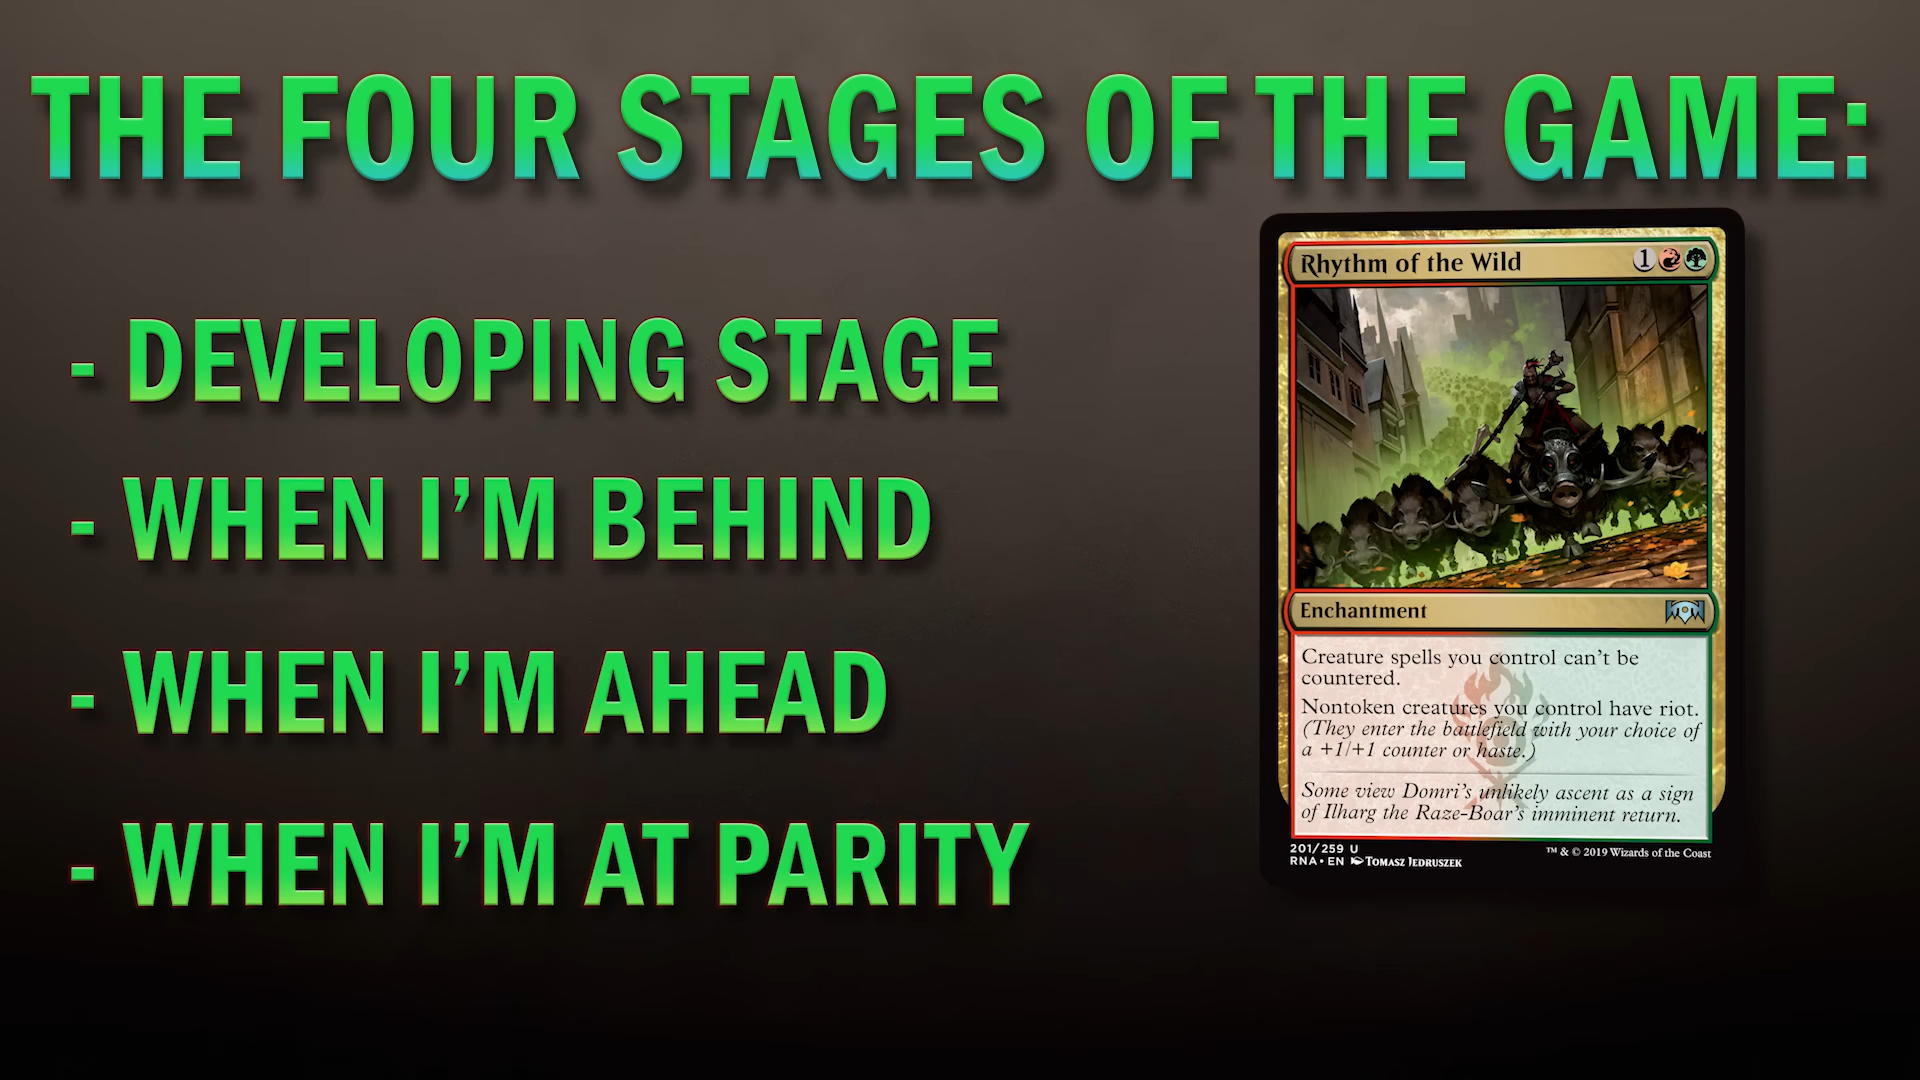 THE FOUR STAGES OF THE GAME:
- DEVELOPING STAGE
- WHEN I'M BEHIND
- WHEN I'M AHEAD
- WHEN I'M AT PARITY
Rhythm of the Wild 1
Enchantment
Creature spells you control can't be
countered.
Nontoken creatures you control have riot.
(They enter the battlefield with your choice of
a +1/+1 counter or haste.)
Some view Domri's unlikely ascent as a sign
of Ilharg the Raze-Boar's imminent return.
201/259 U
RNA • EN Tomasz Jedruszek
™ & © 2019 Wizards of the Coast